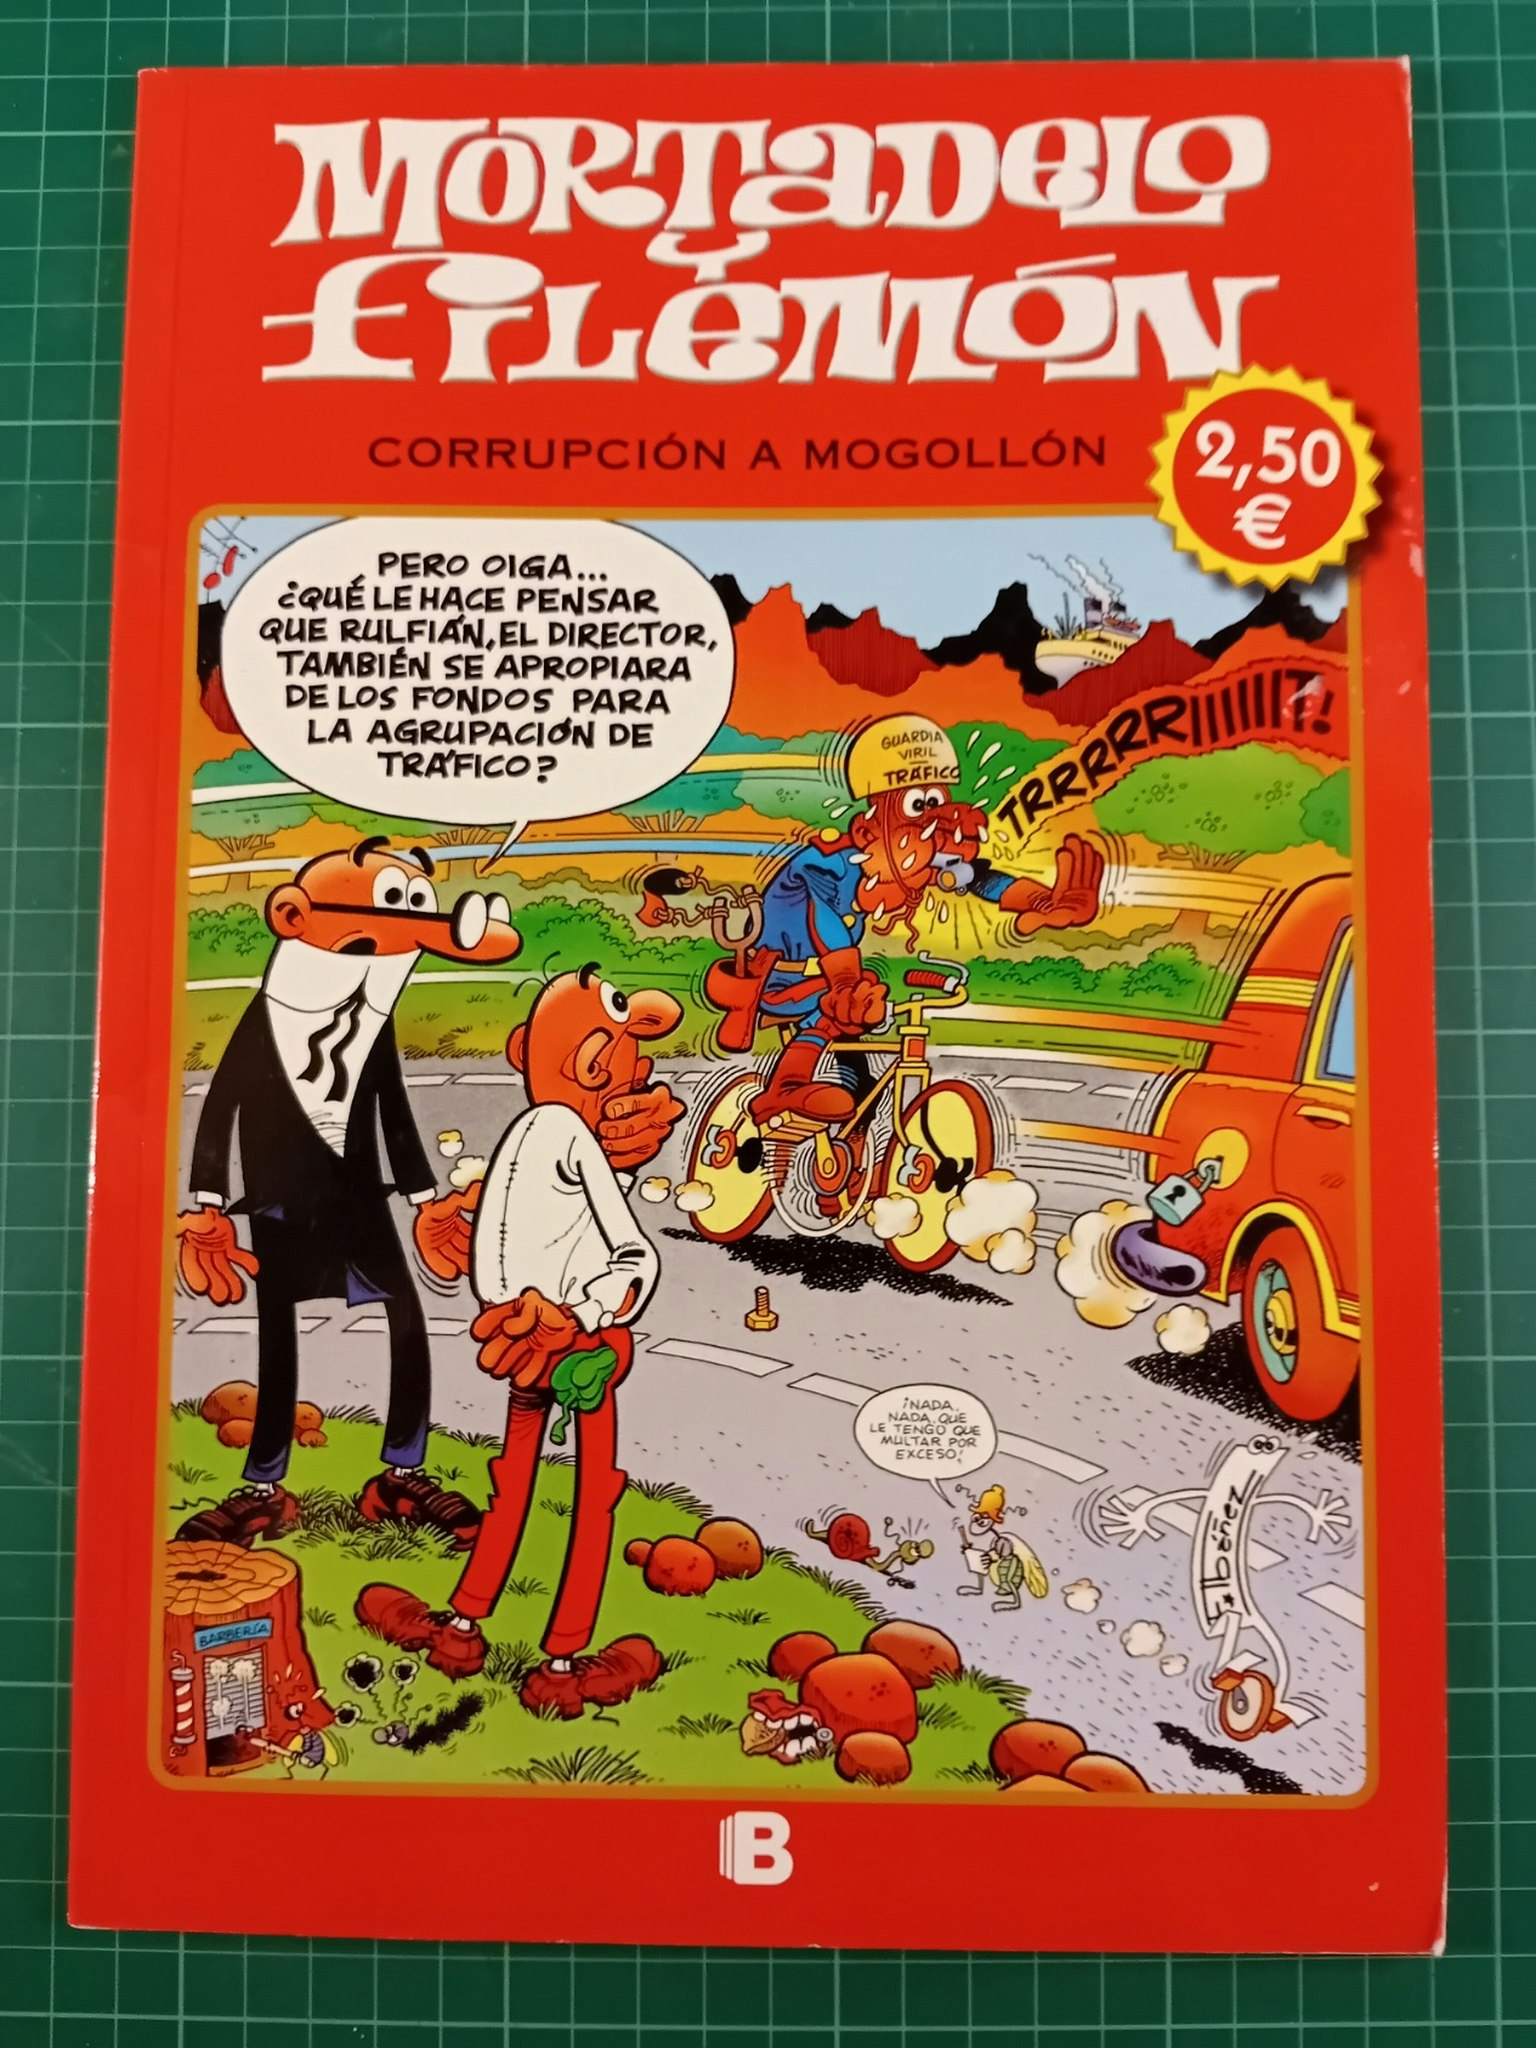 MORTADELO
Y
FILEMÓN
CORRUPCIÓN A MOGOLLÓN
2,50
€
PERO OIGA...
¿QUÉ LE HACE PENSAR
QUE RULFIÁN, EL DIRECTOR,
TAMBIÉN SE APROPIARA
DE LOS FONDOS PARA
LA AGRUPACIÓN DE
TRÁFICO?
GUARDIA
VIRIL
—
TRÁFICO
TRRRRRIIIIIIIT!
¡NADA,
NADA, QUE
LE TENGO QUE
MULTAR POR
EXCESO!
F. Ibáñez
BARBERÍA
B